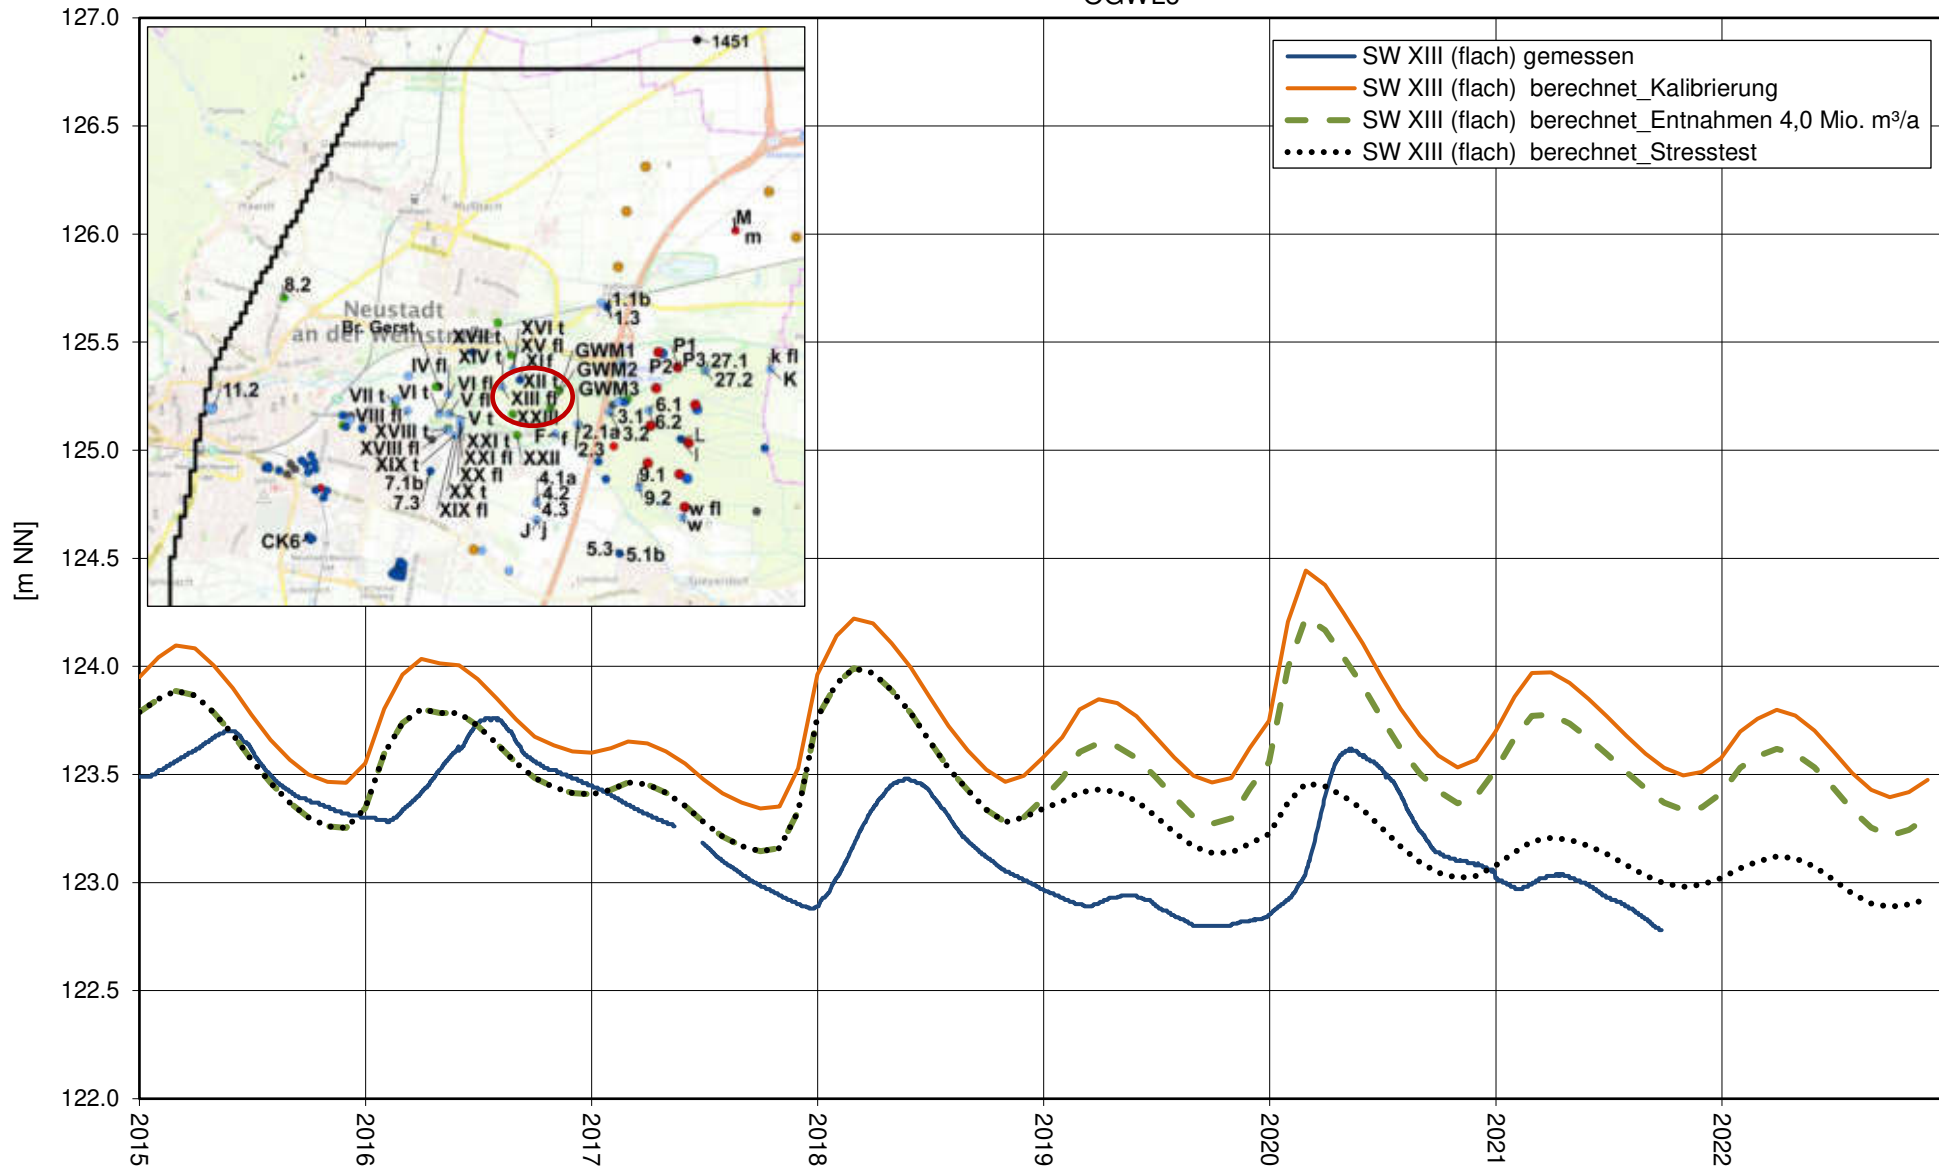 127.0
126.5
126.0
125.5
125.0
124.5
124.0
123.5
123.0
122.5
122.0
[m NN]
2015
2016
2017
2018
2019
2020
2021
2022
SW XIII (flach) gemessen
SW XIII (flach) berechnet_Kalibrierung
SW XIII (flach) berechnet_Entnahmen 4,0 Mio. m³/a
SW XIII (flach) berechnet_Stresstest
1451
M
m
8.2
Neustadt
an der Weinstraße
Br. Gerst
1.1b
1.3
XVI t
XVII t
XV fl
XIV t
XI f
GWM1
GWM2
GWM3
P1
P2
P3
27.1
27.2
k fl
K
11.2
IV fl
VI fl
VI t
VII t
V fl
XII t
XIII fl
VIII fl
V t
XXIII
6.1
6.2
3.1
3.2
XVIII t
XVIII fl
XXI t
XXI fl
F
f
2.1a
2.3
L
l
XIX t
XX fl
XXII
7.1b
7.3
XX t
XIX fl
4.1a
4.2
4.3
9.1
9.2
w fl
w
J
j
CK6
5.3
5.1b